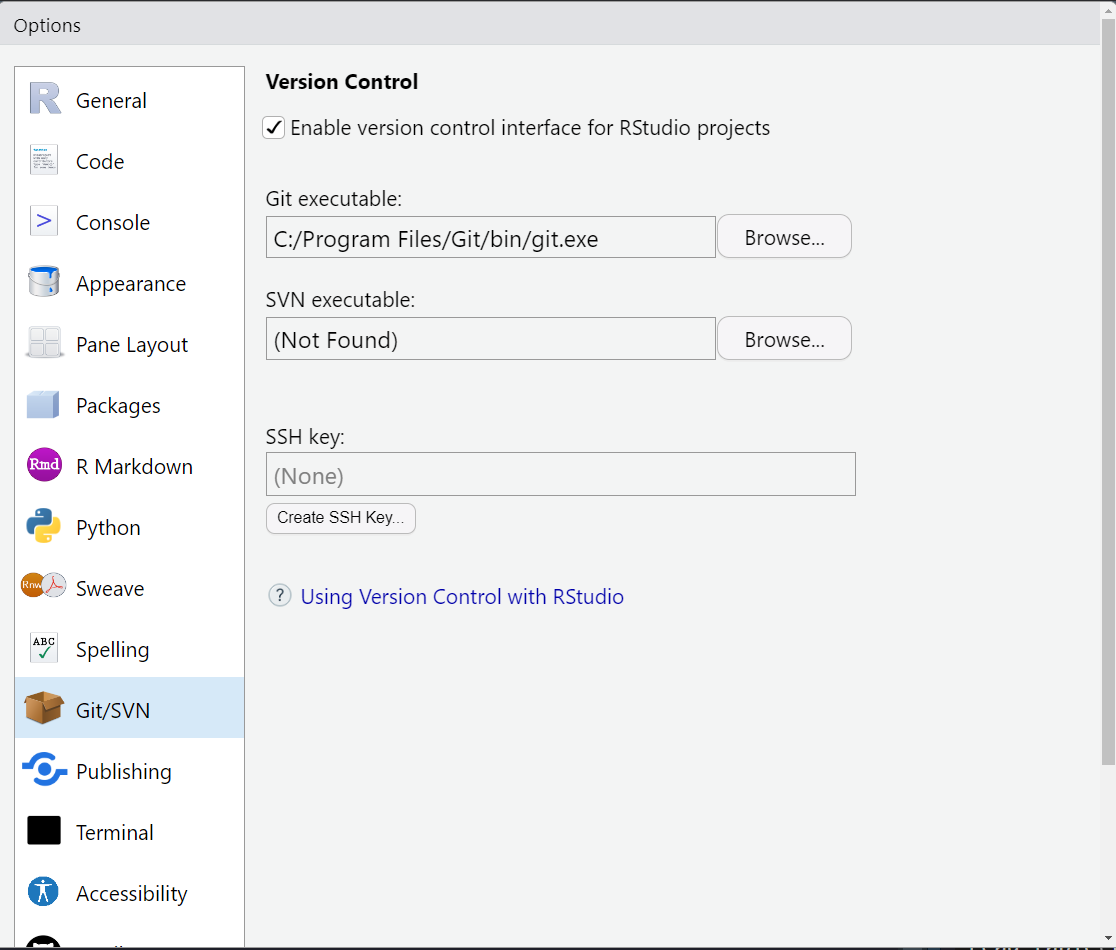 Options
General
Code
Console
Appearance
Pane Layout
Packages
Rmd R Markdown
Python
Rnw Sweave
ABC Spelling
Git/SVN
Publishing
Terminal
Accessibility
Version Control
Enable version control interface for RStudio projects
Git executable:
C:/Program Files/Git/bin/git.exe Browse...
SVN executable:
(Not Found) Browse...
SSH key:
(None)
Create SSH Key...
? Using Version Control with RStudio